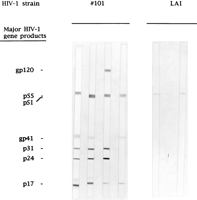 HIV-1 strain #101 LAI
Major HIV-1
gene products
gp120 -
p55 -
p51
gp41 -
p31 -
p24 -
p17 -